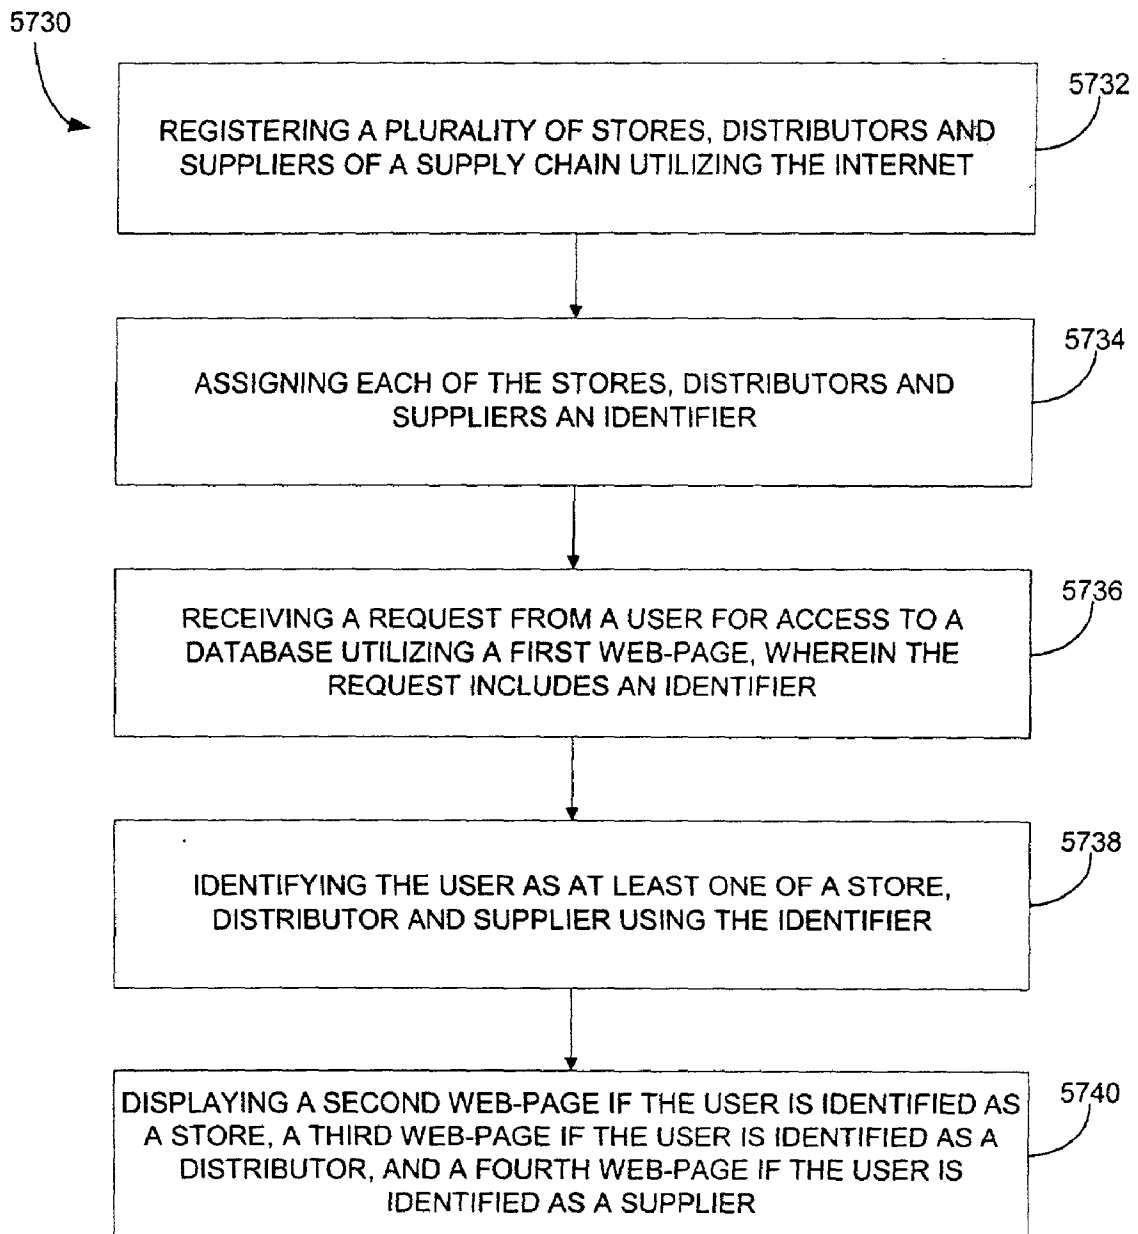 5730
5732
REGISTERING A PLURALITY OF STORES, DISTRIBUTORS AND
SUPPLIERS OF A SUPPLY CHAIN UTILIZING THE INTERNET
5734
ASSIGNING EACH OF THE STORES, DISTRIBUTORS AND
SUPPLIERS AN IDENTIFIER
5736
RECEIVING A REQUEST FROM A USER FOR ACCESS TO A
DATABASE UTILIZING A FIRST WEB-PAGE, WHEREIN THE
REQUEST INCLUDES AN IDENTIFIER
5738
IDENTIFYING THE USER AS AT LEAST ONE OF A STORE,
DISTRIBUTOR AND SUPPLIER USING THE IDENTIFIER
5740
DISPLAYING A SECOND WEB-PAGE IF THE USER IS IDENTIFIED AS
A STORE, A THIRD WEB-PAGE IF THE USER IS IDENTIFIED AS A
DISTRIBUTOR, AND A FOURTH WEB-PAGE IF THE USER IS
IDENTIFIED AS A SUPPLIER